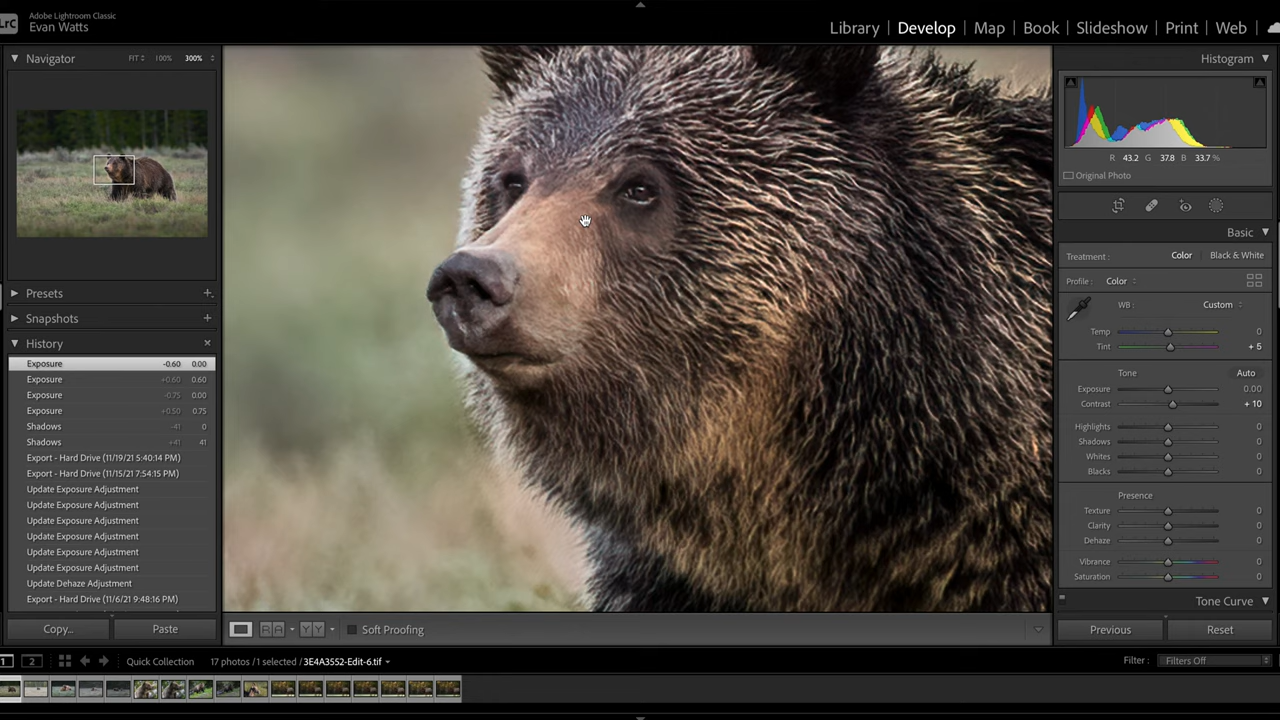 LrC
Adobe Lightroom Classic
Evan Watts
Library | Develop | Map | Book | Slideshow | Print | Web
Navigator FIT 100% 300%
Presets
Snapshots
History
Exposure -0.60 0.00
Exposure +0.60 0.60
Exposure -0.75 0.00
Exposure +0.50 0.75
Shadows -41 0
Shadows +41 41
Export - Hard Drive (11/19/21 5:40:14 PM)
Export - Hard Drive (11/15/21 7:54:15 PM)
Update Exposure Adjustment
Update Exposure Adjustment
Update Exposure Adjustment
Update Exposure Adjustment
Update Exposure Adjustment
Update Exposure Adjustment
Update Dehaze Adjustment
Export - Hard Drive (11/6/21 9:48:16 PM)
Copy... Paste
RA YY Soft Proofing
Histogram
R 43.2 G 37.8 B 33.7 %
Original Photo
Basic
Treatment : Color Black & White
Profile : Color
WB : Custom
Temp 0
Tint + 5
Tone Auto
Exposure 0.00
Contrast + 10
Highlights 0
Shadows 0
Whites 0
Blacks 0
Presence
Texture 0
Clarity 0
Dehaze 0
Vibrance 0
Saturation 0
Tone Curve
Previous Reset
1 2 Quick Collection 17 photos / 1 selected / 3E4A3552-Edit-6.tif Filter : Filters Off